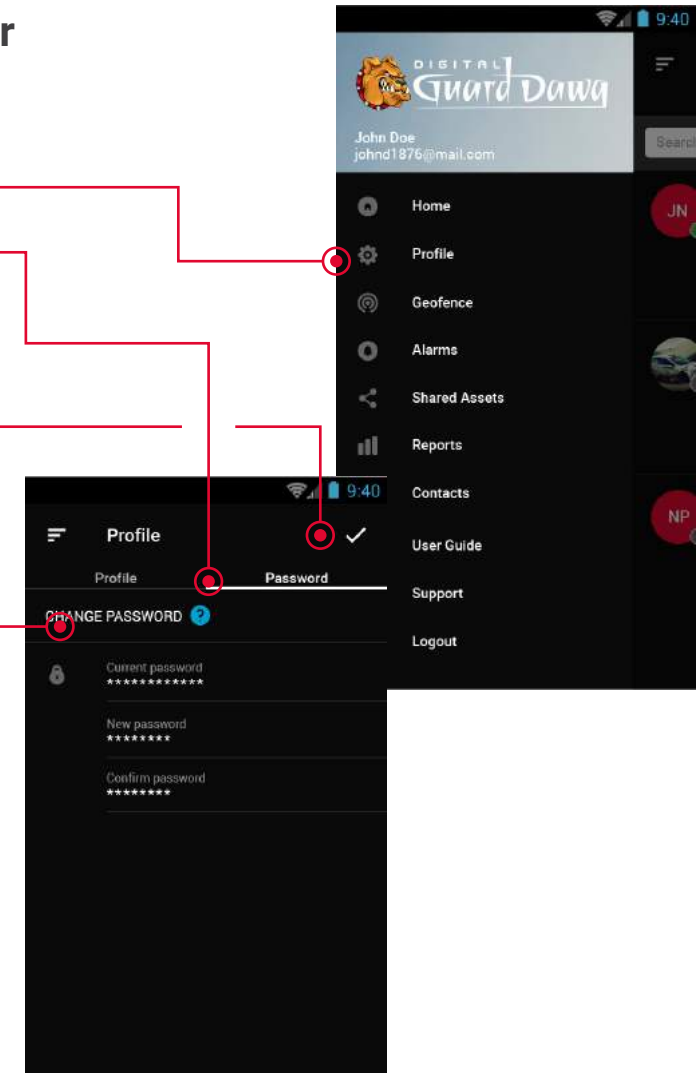 r
9:40
DIGITAL
Guard Dawg
John Doe
johnd1876@mail.com
Search
Home
JN
Profile
Geofence
Alarms
Shared Assets
Reports
Contacts
NP
User Guide
Support
Logout
9:40
Profile
Profile
Password
CHANGE PASSWORD ?
Current password
************
New password
********
Confirm password
********